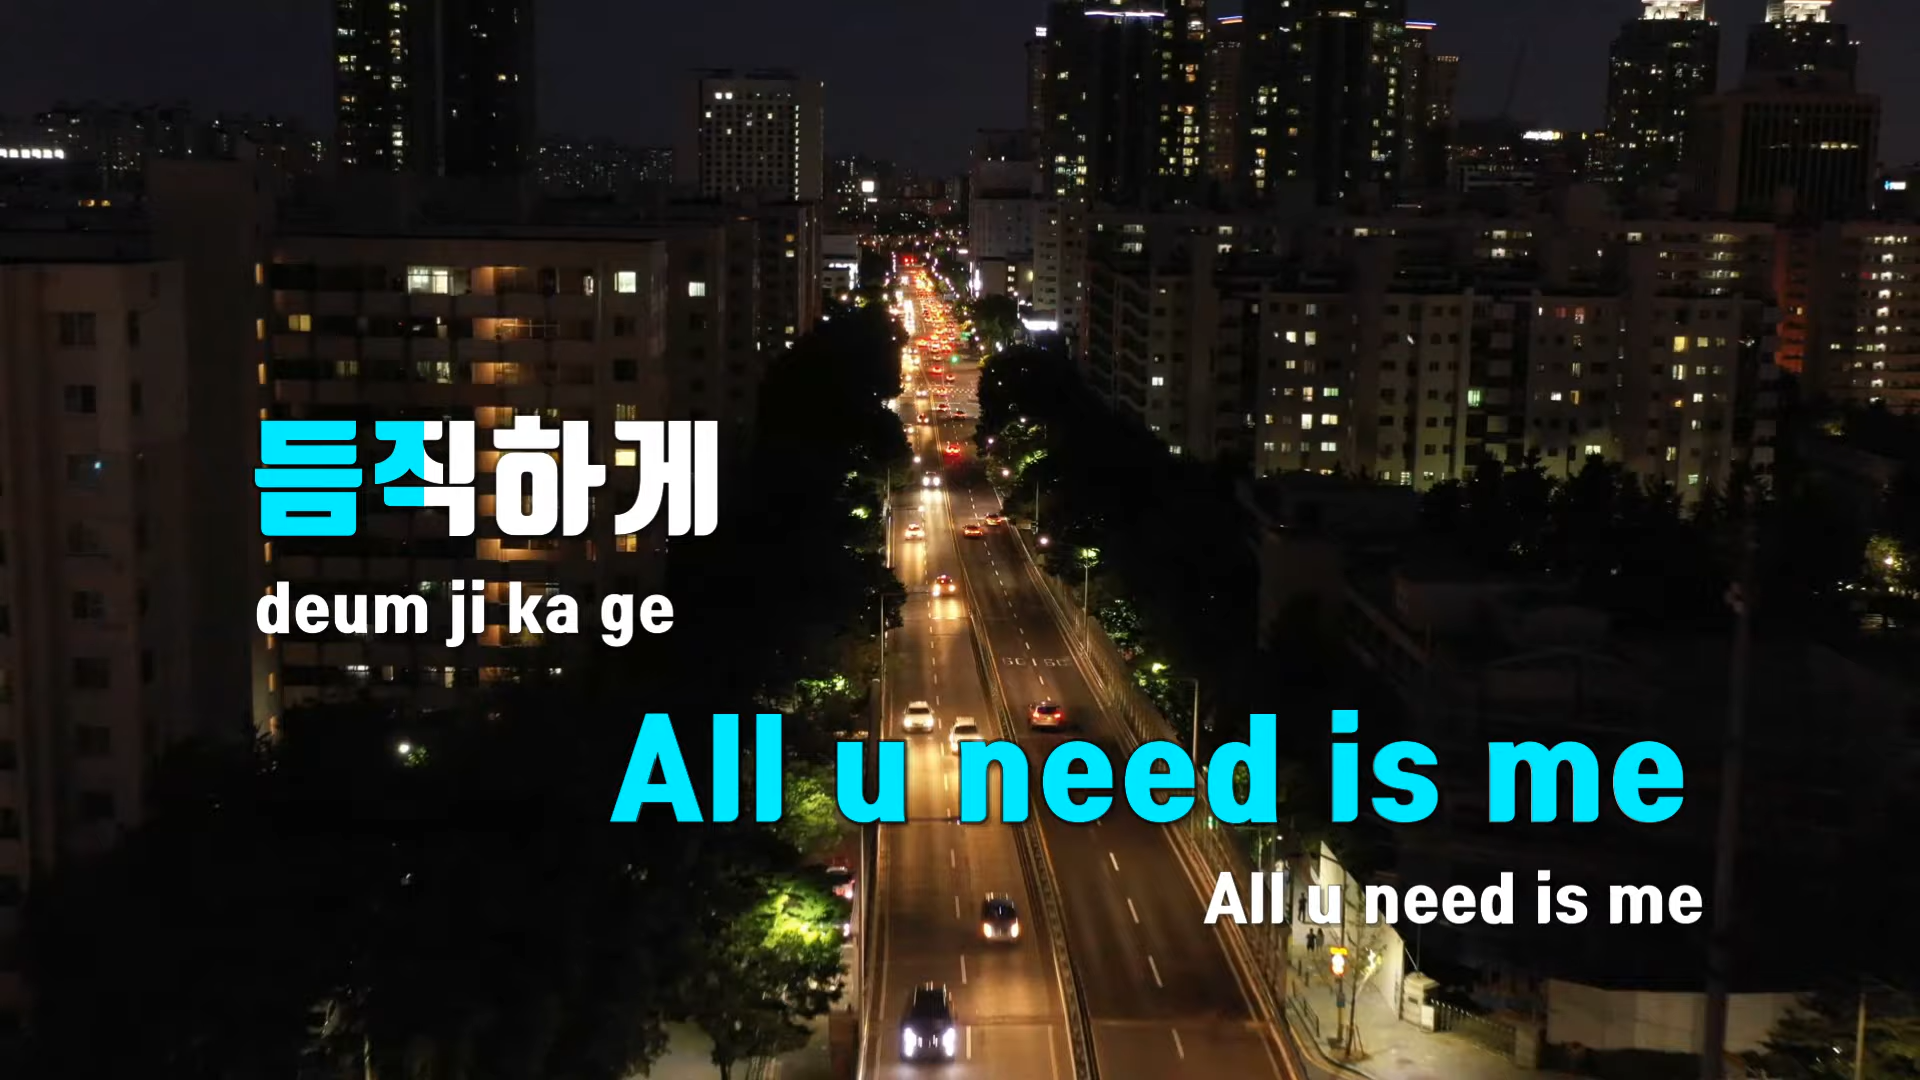 듬직하게
deum ji ka ge
All u need is me
All u need is me